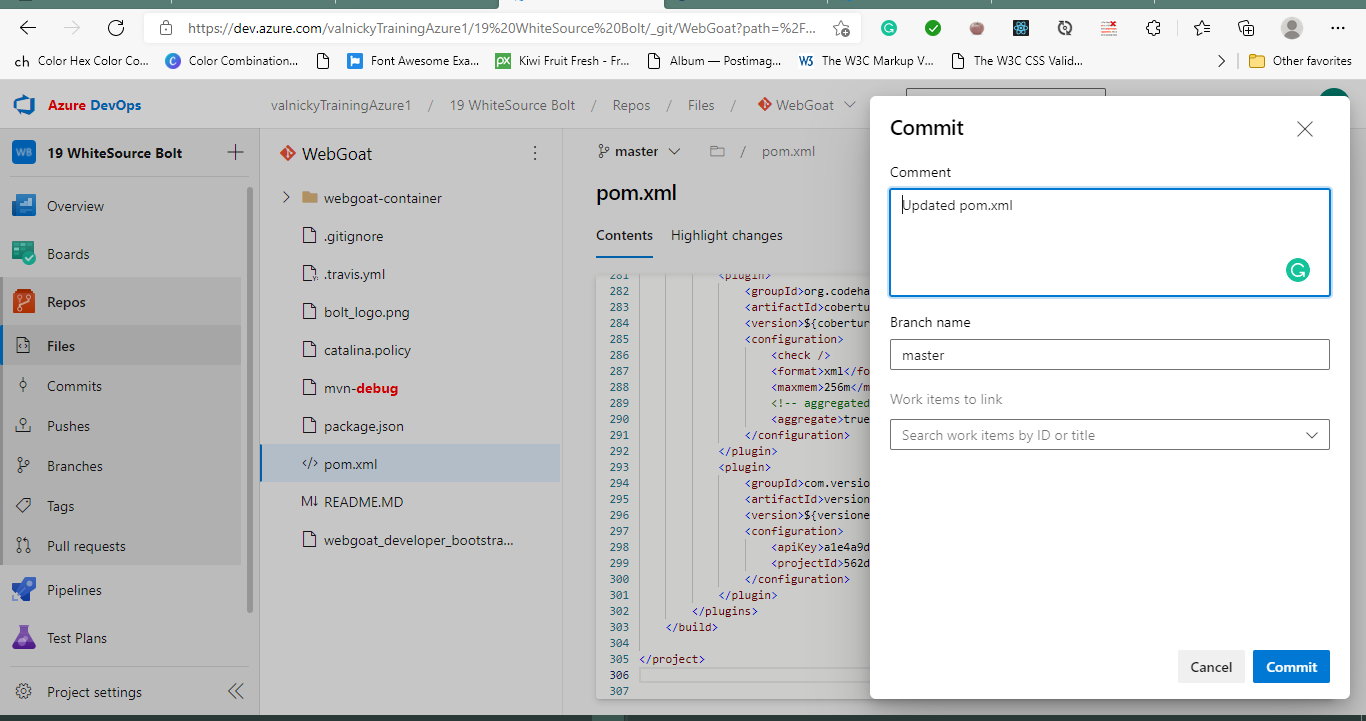 https://dev.azure.com/valnickyTrainingAzure1/19%20WhiteSource%20Bolt/_git/WebGoat?path=%2F...
ch Color Hex Color Co...
Color Combination...
Font Awesome Exa...
Kiwi Fruit Fresh - Fr...
Album — Postimag...
The W3C Markup V...
The W3C CSS Valid...
Other favorites
Azure DevOps
valnickyTrainingAzure1 / 19 WhiteSource Bolt / Repos / Files / WebGoat
WB 19 WhiteSource Bolt
Overview
Boards
Repos
Files
Commits
Pushes
Branches
Tags
Pull requests
Pipelines
Test Plans
Project settings
WebGoat
webgoat-container
.gitignore
.travis.yml
bolt_logo.png
catalina.policy
mvn-debug
package.json
pom.xml
README.MD
webgoat_developer_bootstra...
master / pom.xml
pom.xml
Contents Highlight changes
281 <plugin>
282 <groupId>org.codeha
283 <artifactId>cobertu
284 <version>${cobertur
285 <configuration>
286 <check />
287 <format>xml</fo
288 <maxmem>256m</m
289 <!-- aggregated
290 <aggregate>true
291 </configuration>
292 </plugin>
293 <plugin>
294 <groupId>com.versio
295 <artifactId>version
296 <version>${versione
297 <configuration>
298 <apiKey>a1e4a9d
299 <projectId>562d
300 </configuration>
301 </plugin>
302 </plugins>
303 </build>
304
305 </project>
306
307
Commit
Comment
Updated pom.xml
Branch name
master
Work items to link
Search work items by ID or title
Cancel
Commit